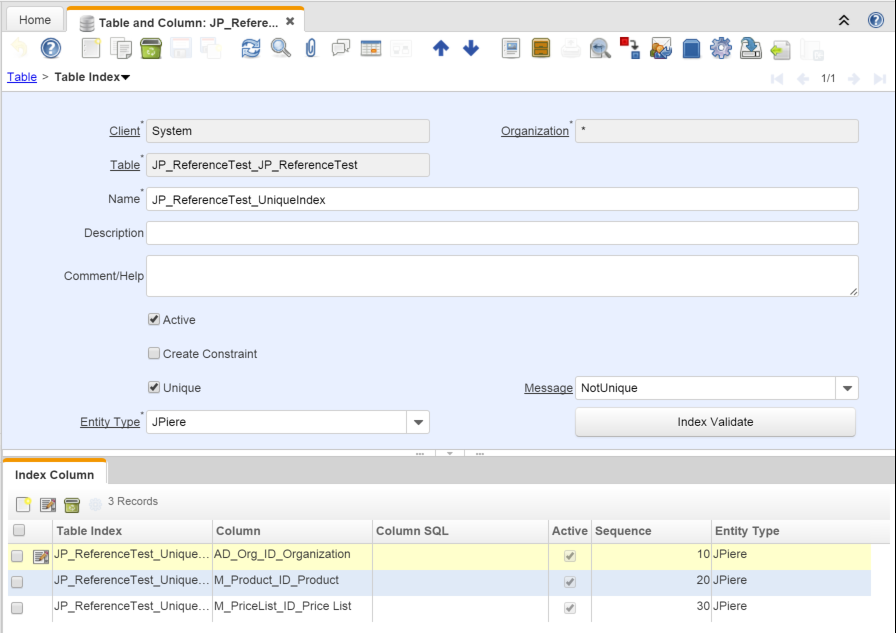 Home
Table and Column: JP_Refere...
Table > Table Index
1/1
Client* System
Organization* *
Table* JP_ReferenceTest_JP_ReferenceTest
Name* JP_ReferenceTest_UniqueIndex
Description
Comment/Help
Active
Create Constraint
Unique
Message NotUnique
Entity Type* JPiere
Index Validate
Index Column
3 Records
Table Index Column Column SQL Active Sequence Entity Type
JP_ReferenceTest_Unique... AD_Org_ID_Organization 10 JPiere
JP_ReferenceTest_Unique... M_Product_ID_Product 20 JPiere
JP_ReferenceTest_Unique... M_PriceList_ID_Price List 30 JPiere